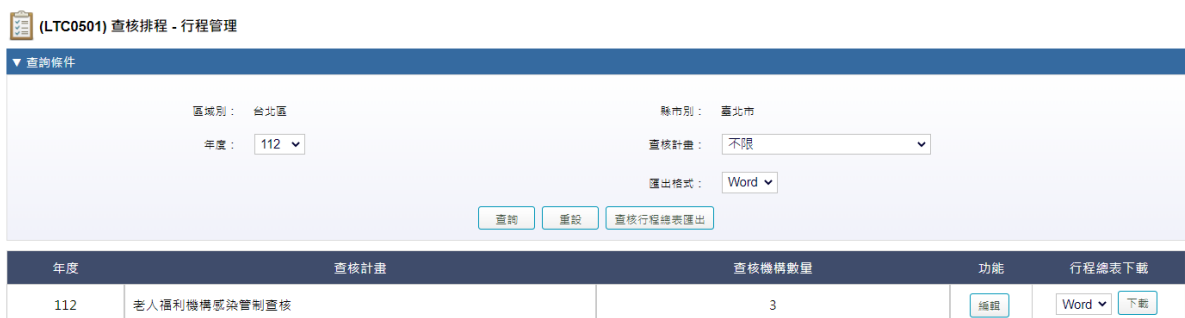 (LTC0501) 查核排程 - 行程管理
▼ 查詢條件
區域別： 台北區 縣市別： 臺北市
年度： 112 查核計畫： 不限
匯出格式： Word
查詢 重設 查核行程總表匯出
年度 查核計畫 查核機構數量 功能 行程總表下載
112 老人福利機構感染管制查核 3 編輯 Word 下載